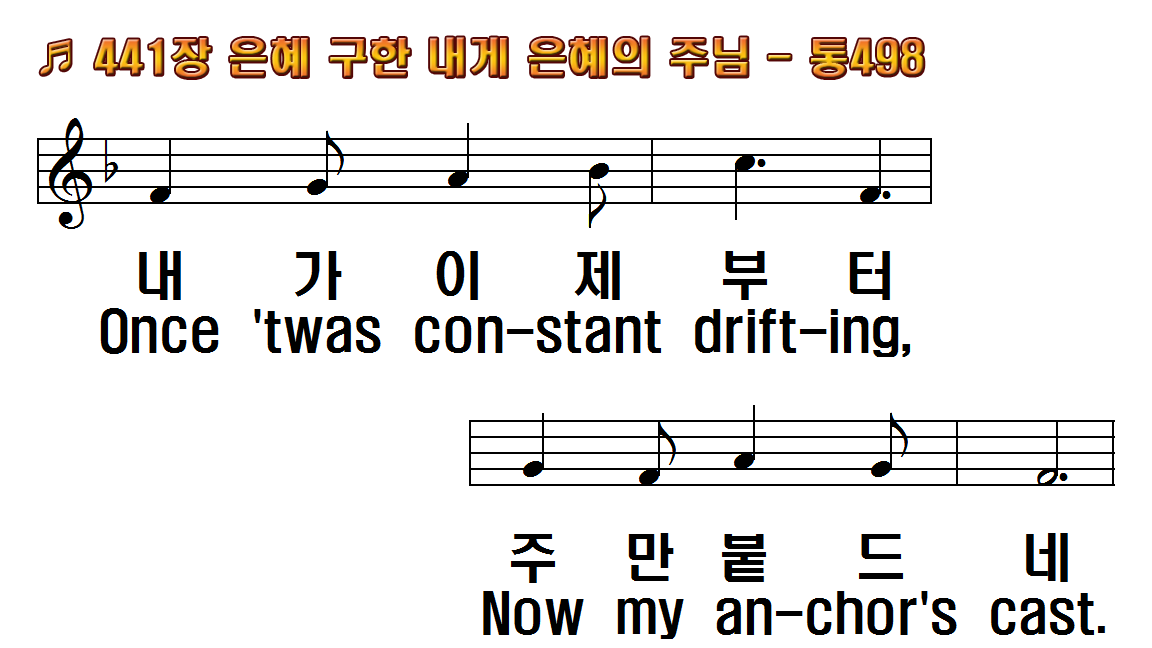 ♬ 441장 은혜 구한 내게 은혜의 주님 - 통498
내 가 이 제 부 터
Once 'twas con-stant drift-ing,
주 만 붙 드 네
Now my an-chor's cast.